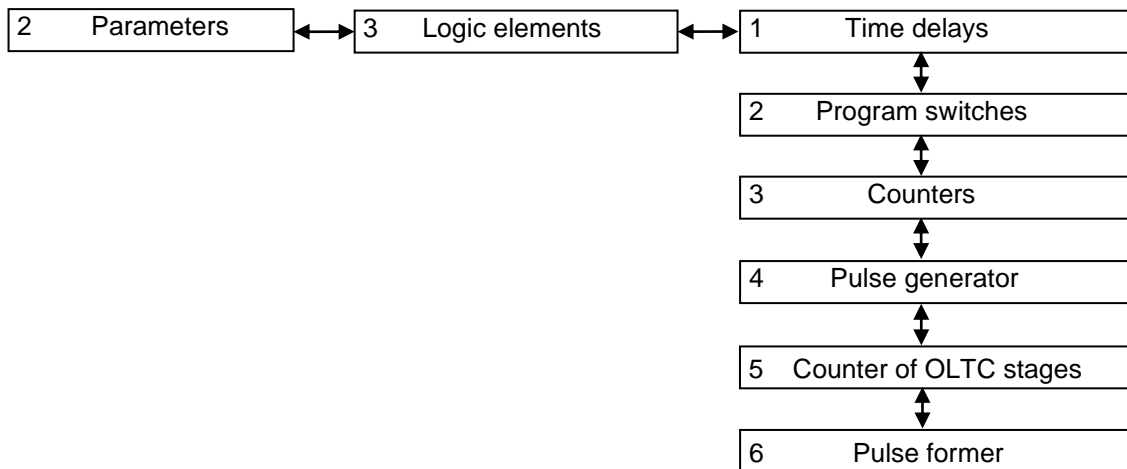 2 Parameters
3 Logic elements
1 Time delays
2 Program switches
3 Counters
4 Pulse generator
5 Counter of OLTC stages
6 Pulse former